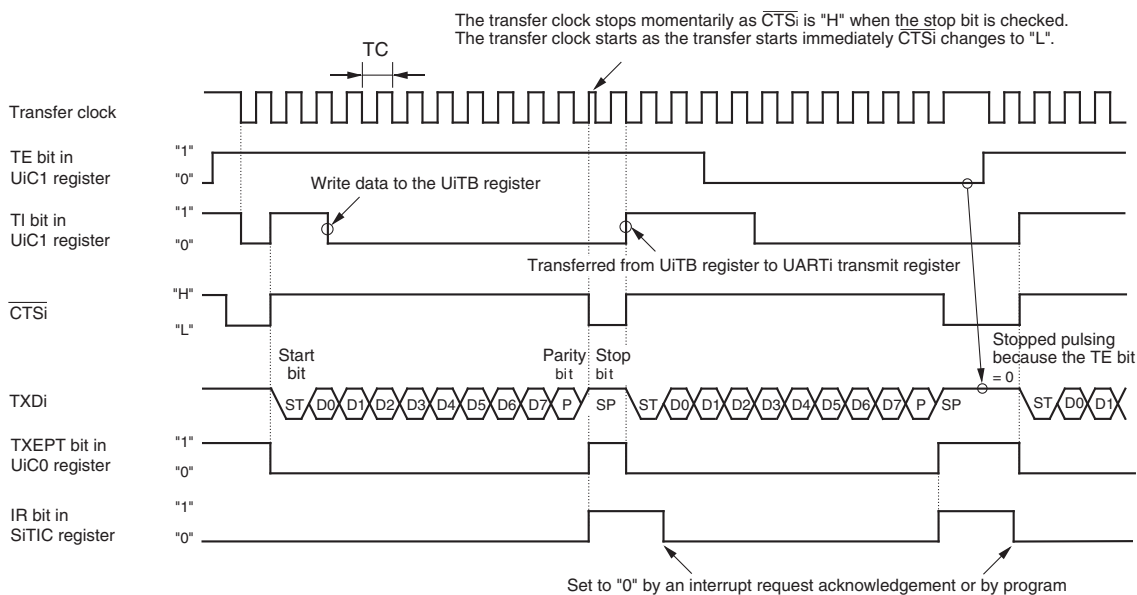 The transfer clock stops momentarily as CTSi is "H" when the stop bit is checked.
The transfer clock starts as the transfer starts immediately CTSi changes to "L".
TC
Transfer clock
TE bit in
UiC1 register
"1"
"0"
Write data to the UiTB register
TI bit in
UiC1 register
"1"
"0"
Transferred from UiTB register to UARTi transmit register
CTSi
"H"
"L"
Stopped pulsing
because the TE bit
= 0
Start
bit
Parity
bit
Stop
bit
TXDi
ST D0 D1 D2 D3 D4 D5 D6 D7 P SP ST D0 D1 D2 D3 D4 D5 D6 D7 P SP ST D0 D1
TXEPT bit in
UiC0 register
"1"
"0"
IR bit in
SiTIC register
"1"
"0"
Set to "0" by an interrupt request acknowledgement or by program